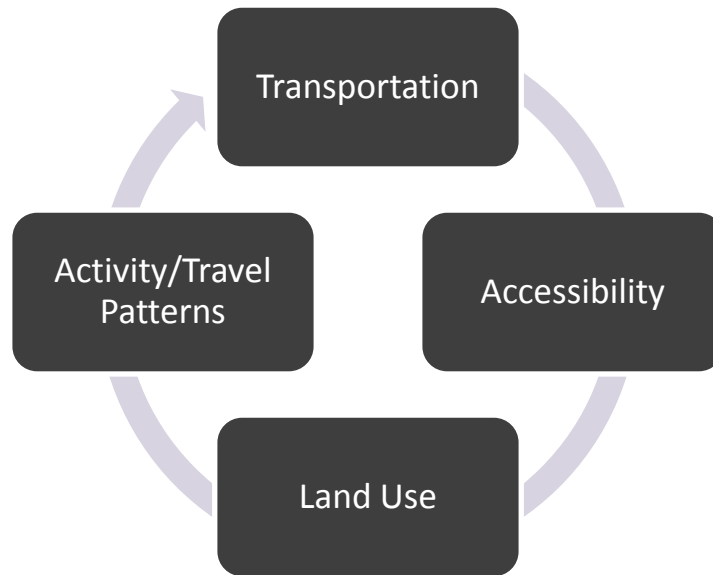 Transportation
Accessibility
Land Use
Activity/Travel
Patterns